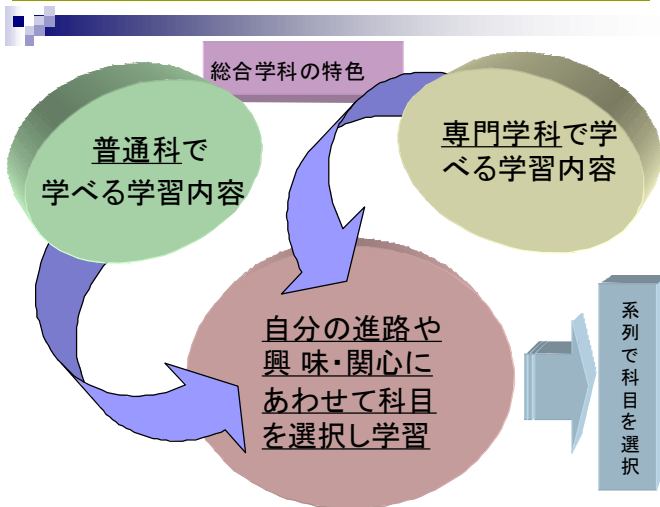 総合学科の特色
普通科で
学べる学習内容
専門学科で学
べる学習内容
自分の進路や
興 味・関心に
あわせて科目
を選択し学習
系列で科目を選択